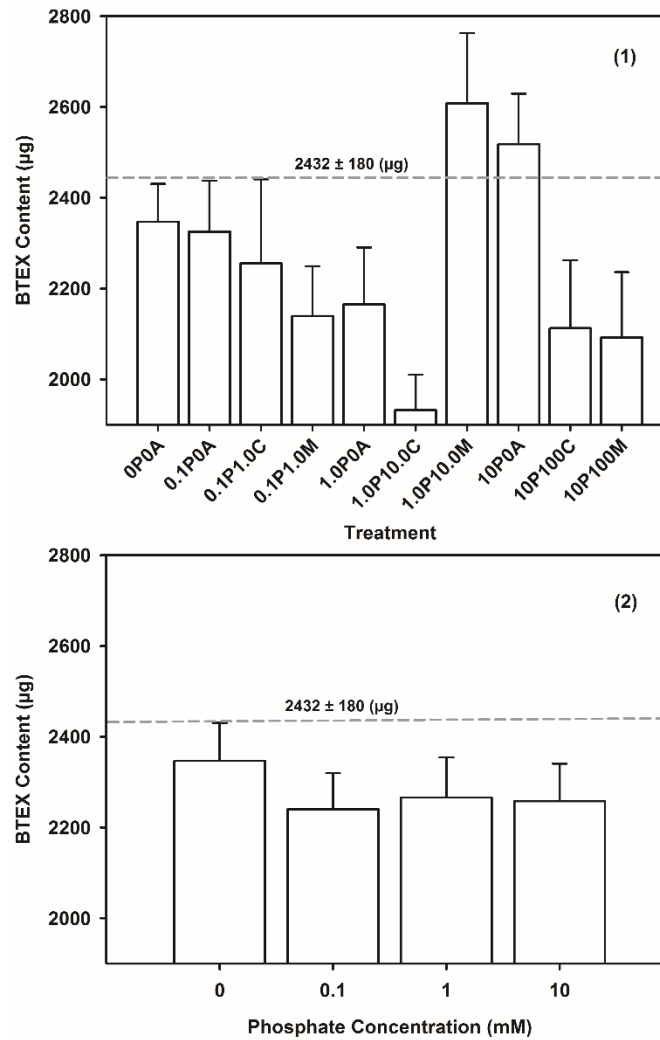 2800
(1)
2600
2432 ± 180 (µg)
2400
2200
2000
BTEX Content (µg)
0P0A
0.1P0A
0.1P1.0C
0.1P1.0M
1.0P0A
1.0P10.0C
1.0P10.0M
10P0A
10P100C
10P100M
Treatment
2800
(2)
2600
2432 ± 180 (µg)
2400
2200
2000
BTEX Content (µg)
0 0.1 1 10
Phosphate Concentration (mM)